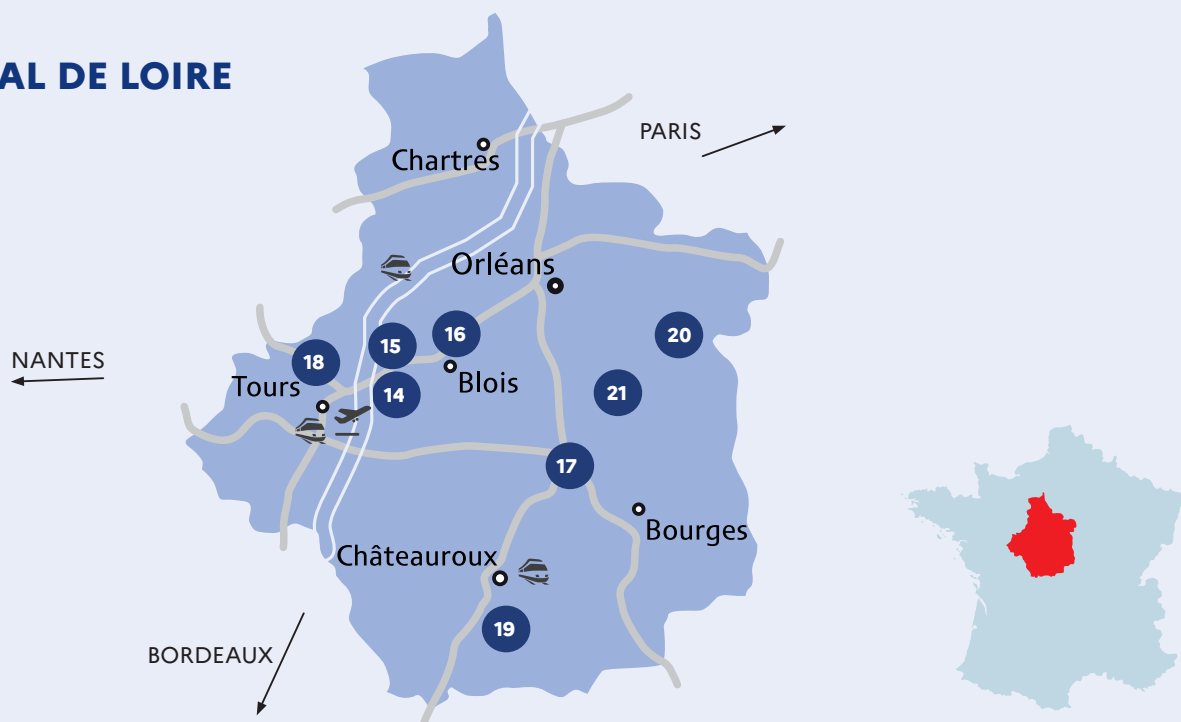 AL DE LOIRE
PARIS
Chartres
Orléans
16
20
15
NANTES
18
Tours
Blois
14
21
17
Bourges
Châteauroux
19
BORDEAUX